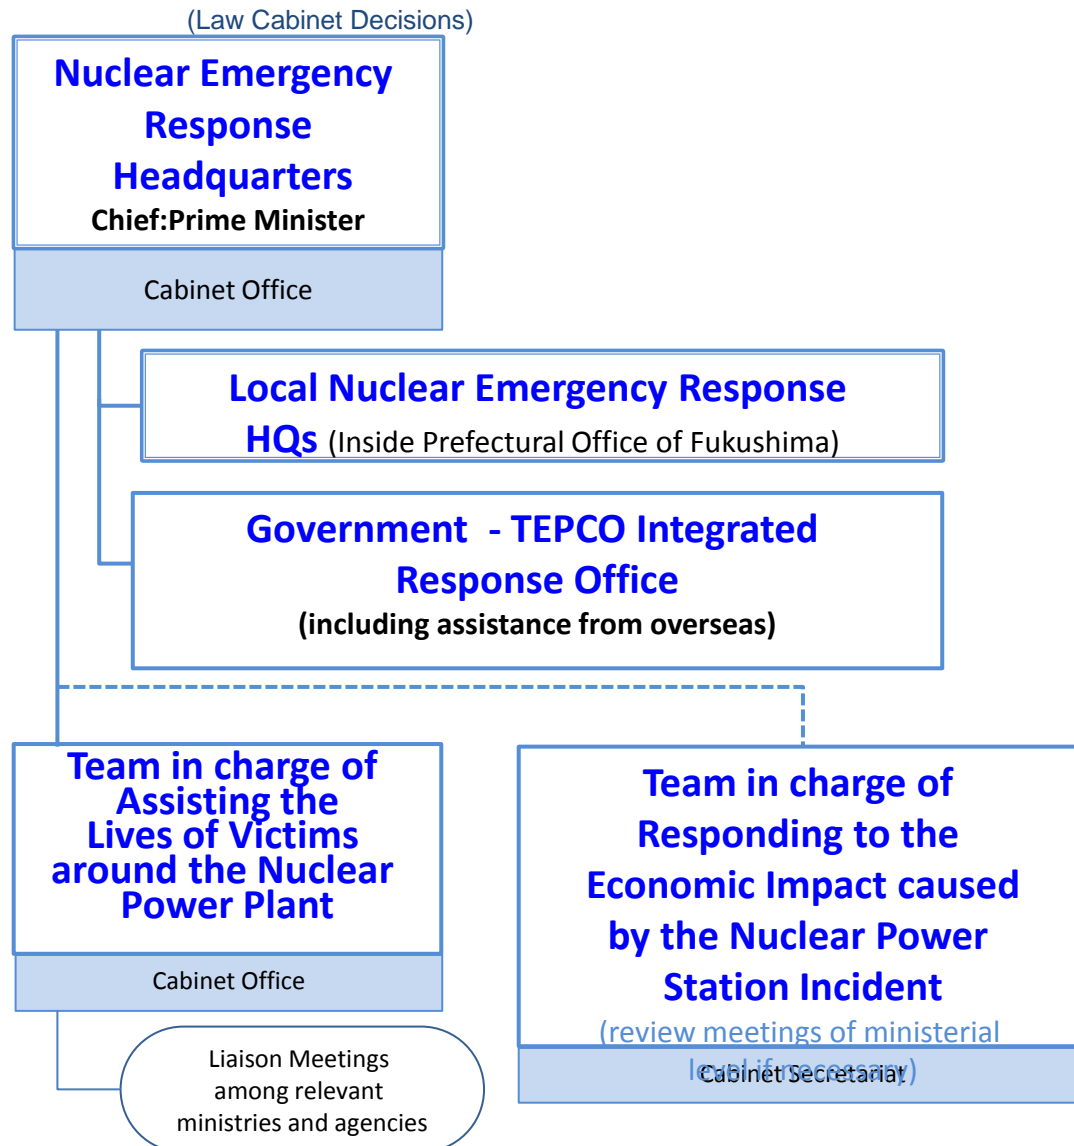 (Law Cabinet Decisions)
Nuclear Emergency
Response
Headquarters
Chief:Prime Minister
Cabinet Office
Local Nuclear Emergency Response
HQs (Inside Prefectural Office of Fukushima)
Government - TEPCO Integrated
Response Office
(including assistance from overseas)
Team in charge of
Assisting the
Lives of Victims
around the Nuclear
Power Plant
Cabinet Office
Liaison Meetings
among relevant
ministries and agencies
Team in charge of
Responding to the
Economic Impact caused
by the Nuclear Power
Station Incident
(review meetings of ministerial
level if necessary)
Cabinet Secretariat